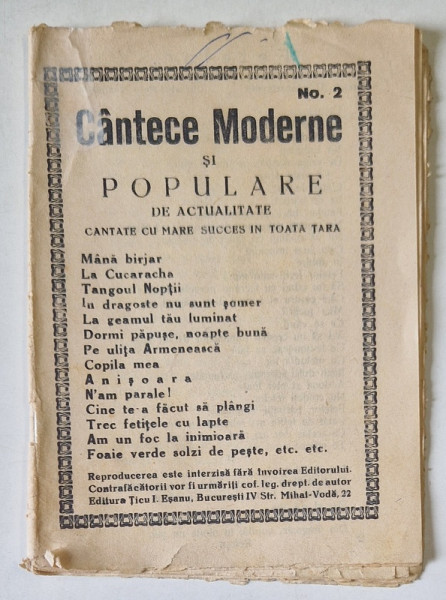 No. 2
Cântece Moderne
ȘI
POPULARE
DE ACTUALITATE
CANTATE CU MARE SUCCES IN TOATA ȚARA
Mână birjar
La Cucaracha
Tangoul Nopții
In dragoste nu sunt șomer
La geamul tău luminat
Dormi păpușe, noapte bună
Pe ulița Armenească
Copila mea
Anișoara
N'am parale!
Cine te-a făcut să plângi
Trec fetițele cu lapte
Am un foc la inimioară
Foaie verde solzi de pește, etc. etc.
Reproducerea este interzisă fără învoirea Editorului.
Contrafăcătorii vor fi urmăriți cof. leg. drept. de autor
Editura Țicu I. Eșanu, București IV Str. Mihai-Vodă, 22